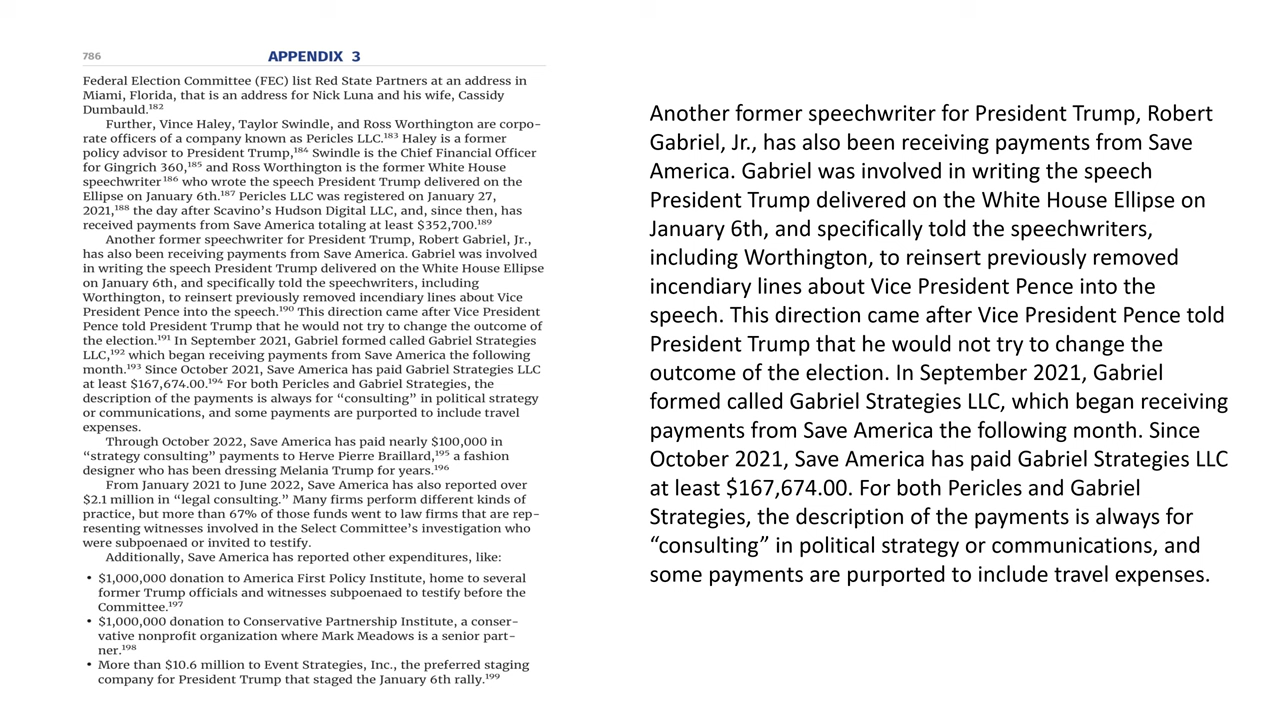 786
APPENDIX 3
Federal Election Committee (FEC) list Red State Partners at an address in
Miami, Florida, that is an address for Nick Luna and his wife, Cassidy
Dumbauld.182
Further, Vince Haley, Taylor Swindle, and Ross Worthington are corpo-
rate officers of a company known as Pericles LLC.183 Haley is a former
policy advisor to President Trump,184 Swindle is the Chief Financial Officer
for Gingrich 360,185 and Ross Worthington is the former White House
speechwriter186 who wrote the speech President Trump delivered on the
Ellipse on January 6th.187 Pericles LLC was registered on January 27,
2021,188 the day after Scavino’s Hudson Digital LLC, and, since then, has
received payments from Save America totaling at least $352,700.189
Another former speechwriter for President Trump, Robert Gabriel, Jr.,
has also been receiving payments from Save America. Gabriel was involved
in writing the speech President Trump delivered on the White House Ellipse
on January 6th, and specifically told the speechwriters, including
Worthington, to reinsert previously removed incendiary lines about Vice
President Pence into the speech.190 This direction came after Vice President
Pence told President Trump that he would not try to change the outcome of
the election.191 In September 2021, Gabriel formed called Gabriel Strategies
LLC,192 which began receiving payments from Save America the following
month.193 Since October 2021, Save America has paid Gabriel Strategies LLC
at least $167,674.00.194 For both Pericles and Gabriel Strategies, the
description of the payments is always for “consulting” in political strategy
or communications, and some payments are purported to include travel
expenses.
Through October 2022, Save America has paid nearly $100,000 in
“strategy consulting” payments to Herve Pierre Braillard,195 a fashion
designer who has been dressing Melania Trump for years.196
From January 2021 to June 2022, Save America has also reported over
$2.1 million in “legal consulting.” Many firms perform different kinds of
practice, but more than 67% of those funds went to law firms that are rep-
resenting witnesses involved in the Select Committee’s investigation who
were subpoenaed or invited to testify.
Additionally, Save America has reported other expenditures, like:
• $1,000,000 donation to America First Policy Institute, home to several
former Trump officials and witnesses subpoenaed to testify before the
Committee.197
• $1,000,000 donation to Conservative Partnership Institute, a conser-
vative nonprofit organization where Mark Meadows is a senior part-
ner.198
• More than $10.6 million to Event Strategies, Inc., the preferred staging
company for President Trump that staged the January 6th rally.199
Another former speechwriter for President Trump, Robert
Gabriel, Jr., has also been receiving payments from Save
America. Gabriel was involved in writing the speech
President Trump delivered on the White House Ellipse on
January 6th, and specifically told the speechwriters,
including Worthington, to reinsert previously removed
incendiary lines about Vice President Pence into the
speech. This direction came after Vice President Pence told
President Trump that he would not try to change the
outcome of the election. In September 2021, Gabriel
formed called Gabriel Strategies LLC, which began receiving
payments from Save America the following month. Since
October 2021, Save America has paid Gabriel Strategies LLC
at least $167,674.00. For both Pericles and Gabriel
Strategies, the description of the payments is always for
“consulting” in political strategy or communications, and
some payments are purported to include travel expenses.